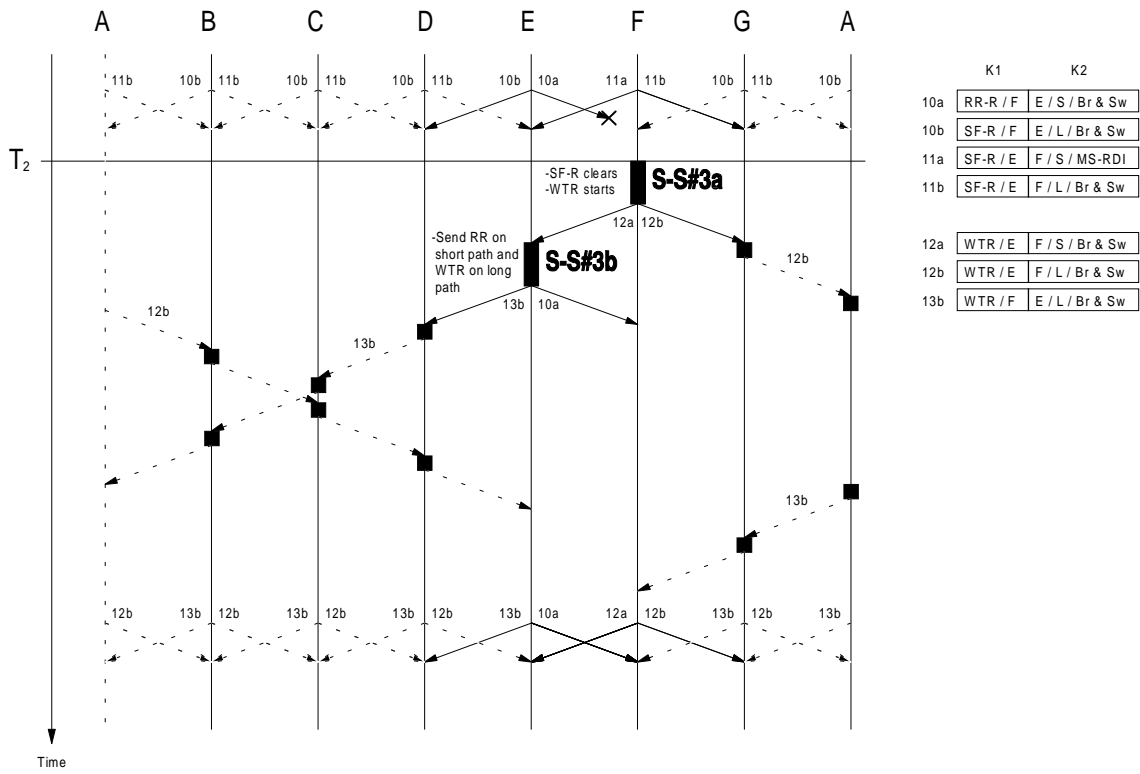 A B C D E F G A
11b 10b 11b 10b 11b 10b 11b 10b 10a 11a 11b 10b 11b 10b
K1 K2
10a RR-R / F E / S / Br & Sw
10b SF-R / F E / L / Br & Sw
11a SF-R / E F / S / MS-RDI
11b SF-R / E F / L / Br & Sw
12a WTR / E F / S / Br & Sw
12b WTR / E F / L / Br & Sw
13b WTR / F E / L / Br & Sw
T2
-SF-R clears
-WTR starts
S-S#3a
12a 12b
-Send RR on
short path and
WTR on long
path
S-S#3b
12b
13b 10a
12b
13b
13b
12b 13b 12b 13b 12b 13b 12b 13b 10a 12a 12b 13b 12b 13b
Time